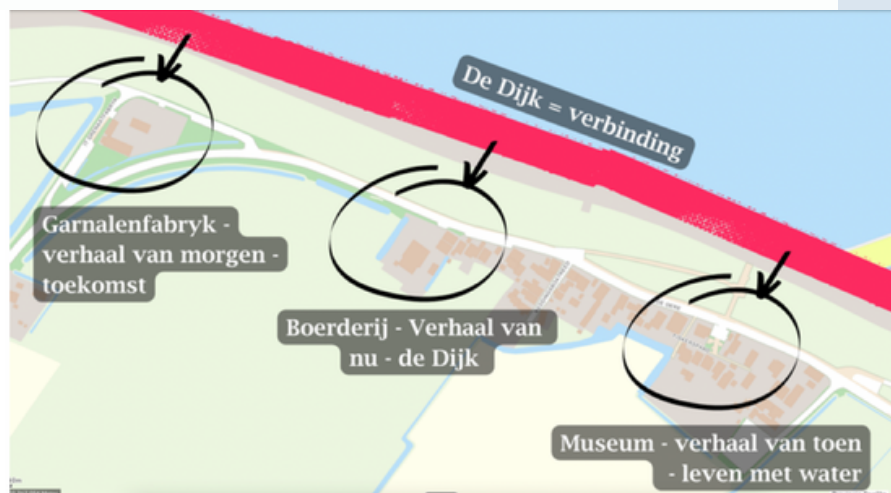 De Dijk = verbinding
Garnalenfabryk -
verhaal van morgen -
toekomst
Boerderij - Verhaal van
nu - de Dijk
Museum - verhaal van toen
- leven met water